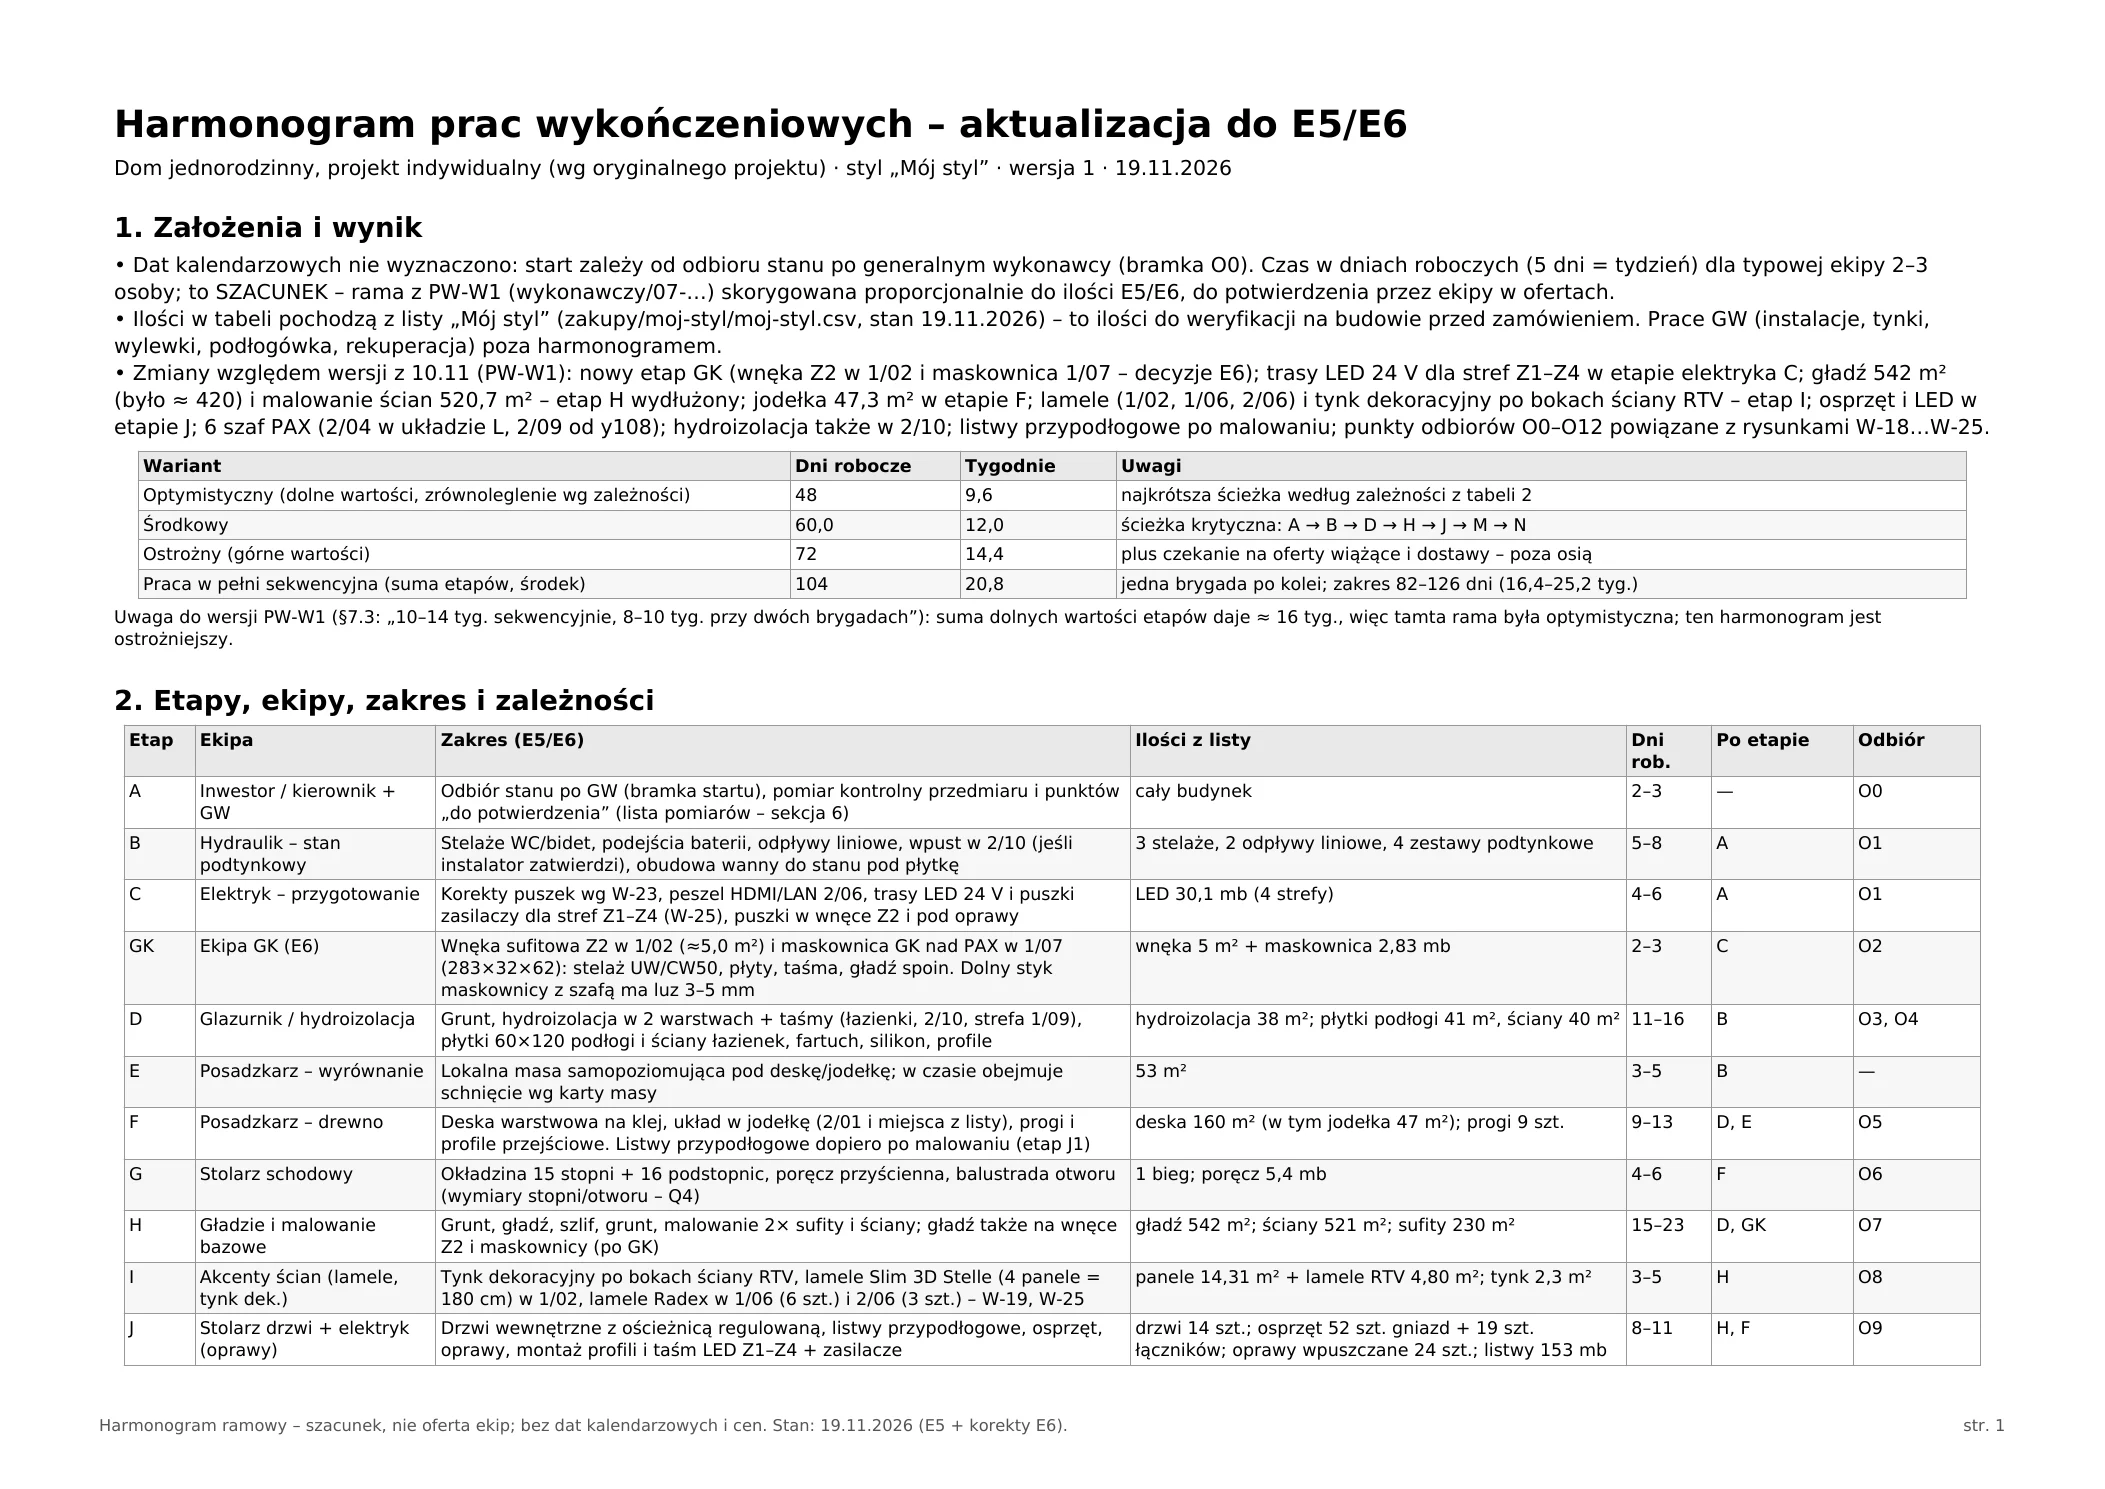 Harmonogram prac wykończeniowych – aktualizacja do E5/E6
Dom jednorodzinny, projekt indywidualny (wg oryginalnego projektu) · styl „Mój styl” · wersja 1 · 19.11.2026
1. Założenia i wynik
• Dat kalendarzowych nie wyznaczono: start zależy od odbioru stanu po generalnym wykonawcy (bramka O0). Czas w dniach roboczych (5 dni = tydzień) dla typowej ekipy 2–3
osoby; to SZACUNEK – rama z PW-W1 (wykonawczy/07-…) skorygowana proporcjonalnie do ilości E5/E6, do potwierdzenia przez ekipy w ofertach.
• Ilości w tabeli pochodzą z listy „Mój styl” (zakupy/moj-styl/moj-styl.csv, stan 19.11.2026) – to ilości do weryfikacji na budowie przed zamówieniem. Prace GW (instalacje, tynki,
wylewki, podłogówka, rekuperacja) poza harmonogramem.
• Zmiany względem wersji z 10.11 (PW-W1): nowy etap GK (wnęka Z2 w 1/02 i maskownica 1/07 – decyzje E6); trasy LED 24 V dla stref Z1–Z4 w etapie elektryka C; gładź 542 m²
(było ≈ 420) i malowanie ścian 520,7 m² – etap H wydłużony; jodełka 47,3 m² w etapie F; lamele (1/02, 1/06, 2/06) i tynk dekoracyjny po bokach ściany RTV – etap I; osprzęt i LED w
etapie J; 6 szaf PAX (2/04 w układzie L, 2/09 od y108); hydroizolacja także w 2/10; listwy przypodłogowe po malowaniu; punkty odbiorów O0–O12 powiązane z rysunkami W-18…W-25.
Wariant Dni robocze Tygodnie Uwagi
Optymistyczny (dolne wartości, zrównoleglenie wg zależności) 48 9,6 najkrótsza ścieżka według zależności z tabeli 2
Środkowy 60,0 12,0 ścieżka krytyczna: A → B → D → H → J → M → N
Ostrożny (górne wartości) 72 14,4 plus czekanie na oferty wiążące i dostawy – poza osią
Praca w pełni sekwencyjna (suma etapów, środek) 104 20,8 jedna brygada po kolei; zakres 82–126 dni (16,4–25,2 tyg.)
Uwaga do wersji PW-W1 (§7.3: „10–14 tyg. sekwencyjnie, 8–10 tyg. przy dwóch brygadach”): suma dolnych wartości etapów daje ≈ 16 tyg., więc tamta rama była optymistyczna; ten harmonogram jest
ostrożniejszy.
2. Etapy, ekipy, zakres i zależności
Etap Ekipa Zakres (E5/E6) Ilości z listy Dni Po etapie Odbiór
rob.
A Inwestor / kierownik + Odbiór stanu po GW (bramka startu), pomiar kontrolny przedmiaru i punktów cały budynek 2–3 — O0
GW „do potwierdzenia” (lista pomiarów – sekcja 6)
B Hydraulik – stan Stelaże WC/bidet, podejścia baterii, odpływy liniowe, wpust w 2/10 (jeśli 3 stelaże, 2 odpływy liniowe, 4 zestawy podtynkowe 5–8 A O1
podtynkowy instalator zatwierdzi), obudowa wanny do stanu pod płytkę
C Elektryk – przygotowanie Korekty puszek wg W-23, peszel HDMI/LAN 2/06, trasy LED 24 V i puszki LED 30,1 mb (4 strefy) 4–6 A O1
zasilaczy dla stref Z1–Z4 (W-25), puszki w wnęce Z2 i pod oprawy
GK Ekipa GK (E6) Wnęka sufitowa Z2 w 1/02 (≈5,0 m²) i maskownica GK nad PAX w 1/07 wnęka 5 m² + maskownica 2,83 mb 2–3 C O2
(283×32×62): stelaż UW/CW50, płyty, taśma, gładź spoin. Dolny styk
maskownicy z szafą ma luz 3–5 mm
D Glazurnik / hydroizolacja Grunt, hydroizolacja w 2 warstwach + taśmy (łazienki, 2/10, strefa 1/09), hydroizolacja 38 m²; płytki podłogi 41 m², ściany 40 m² 11–16 B O3, O4
płytki 60×120 podłogi i ściany łazienek, fartuch, silikon, profile
E Posadzkarz – wyrównanie Lokalna masa samopoziomująca pod deskę/jodełkę; w czasie obejmuje 53 m² 3–5 B —
schnięcie wg karty masy
F Posadzkarz – drewno Deska warstwowa na klej, układ w jodełkę (2/01 i miejsca z listy), progi i deska 160 m² (w tym jodełka 47 m²); progi 9 szt. 9–13 D, E O5
profile przejściowe. Listwy przypodłogowe dopiero po malowaniu (etap J1)
G Stolarz schodowy Okładzina 15 stopni + 16 podstopnic, poręcz przyścienna, balustrada otworu 1 bieg; poręcz 5,4 mb 4–6 F O6
(wymiary stopni/otworu – Q4)
H Gładzie i malowanie Grunt, gładź, szlif, grunt, malowanie 2× sufity i ściany; gładź także na wnęce gładź 542 m²; ściany 521 m²; sufity 230 m² 15–23 D, GK O7
bazowe Z2 i maskownicy (po GK)
I Akcenty ścian (lamele, Tynk dekoracyjny po bokach ściany RTV, lamele Slim 3D Stelle (4 panele = panele 14,31 m² + lamele RTV 4,80 m²; tynk 2,3 m² 3–5 H O8
tynk dek.) 180 cm) w 1/02, lamele Radex w 1/06 (6 szt.) i 2/06 (3 szt.) – W-19, W-25
J Stolarz drzwi + elektryk Drzwi wewnętrzne z ościeżnicą regulowaną, listwy przypodłogowe, osprzęt, drzwi 14 szt.; osprzęt 52 szt. gniazd + 19 szt. 8–11 H, F O9
(oprawy) oprawy, montaż profili i taśm LED Z1–Z4 + zasilacze łączników; oprawy wpuszczane 24 szt.; listwy 153 mb
Harmonogram ramowy – szacunek, nie oferta ekip; bez dat kalendarzowych i cen. Stan: 19.11.2026 (E5 + korekty E6). str. 1